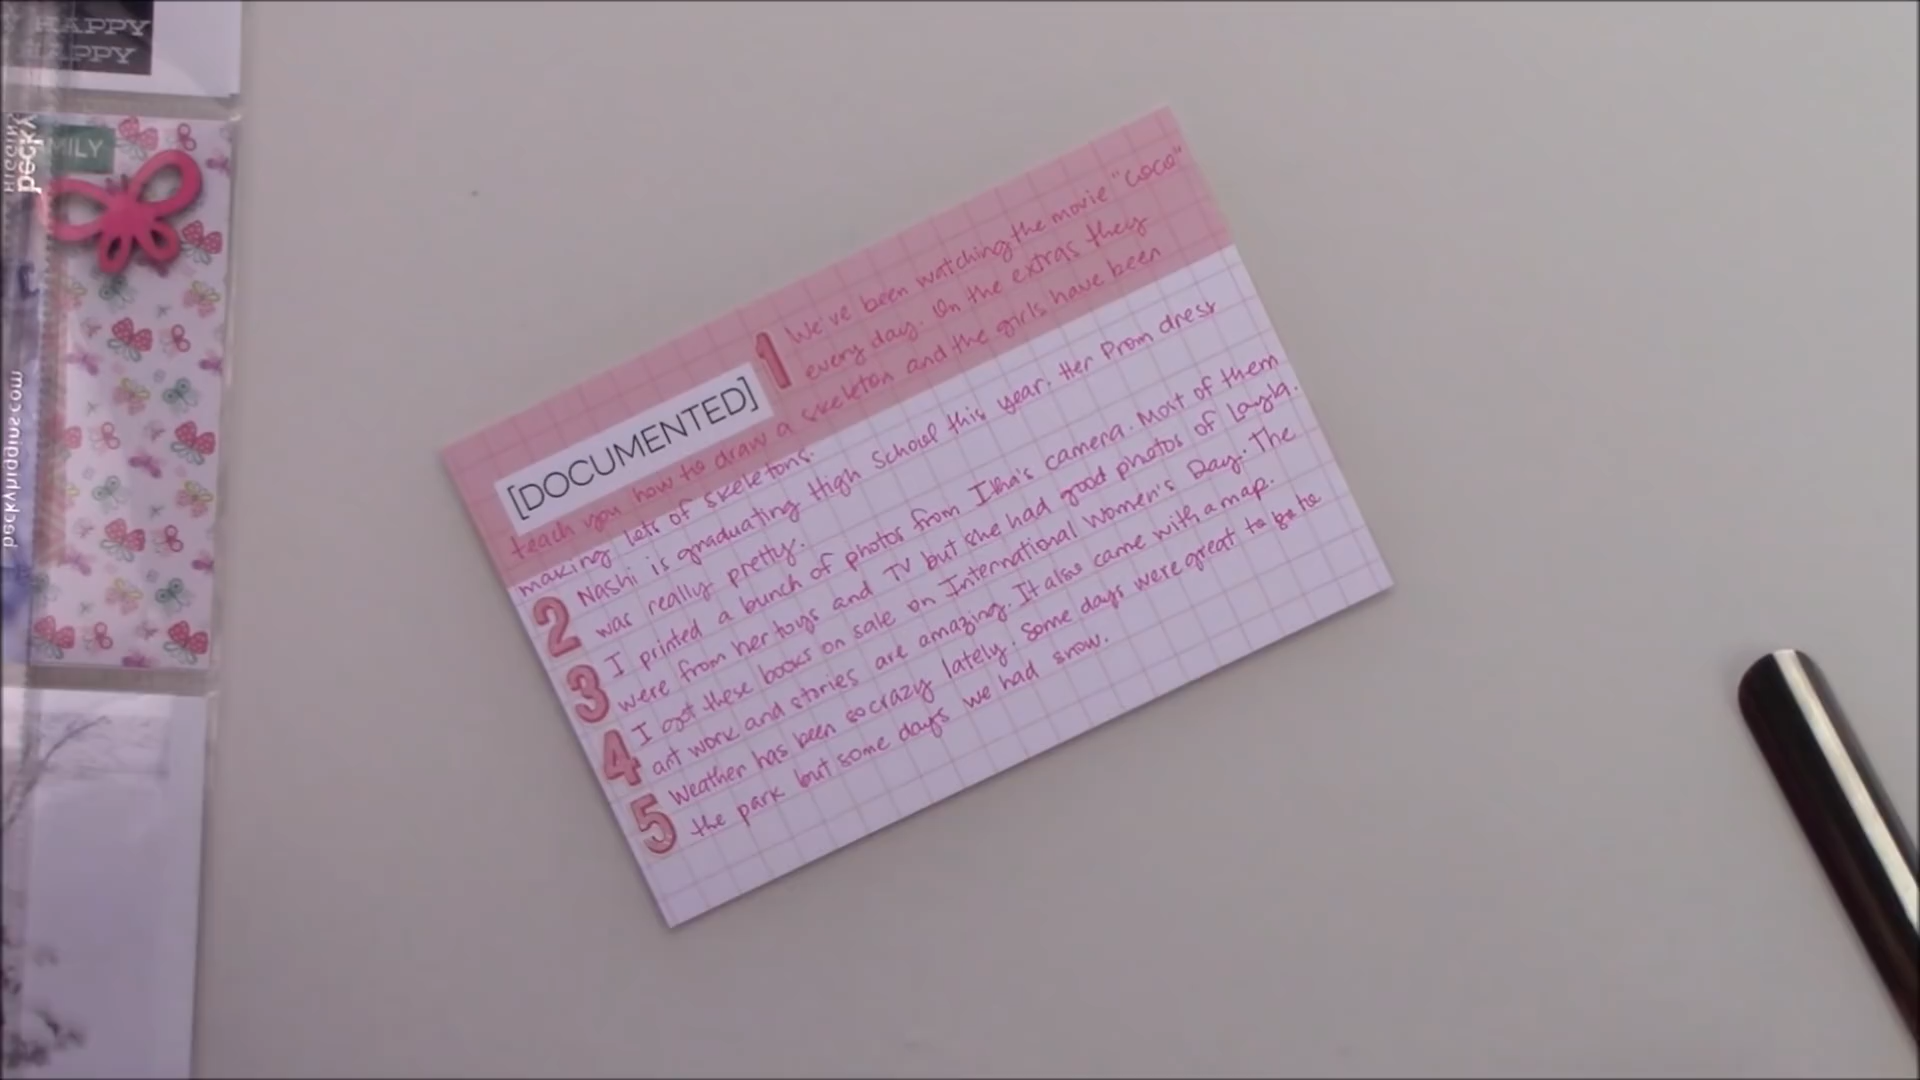 HAPPY
HAPPY
MILY
pecky
beckyhiggins.com
[DOCUMENTED]
1 We've been watching the movie "COCO"
every day. On the extras they
teach you how to draw a skeleton and the girls have been
making lots of skeletons.
2 Nashi is graduating High School this year. Her Prom dress
was really pretty.
3 I printed a bunch of photos from camera. Most of them
were from her toys and TV but she had good photos of Layla.
4 I got these books on sale on International Women's Day. The
art work and stories are amazing. It also came with a map.
5 Weather has been so crazy lately. Some days were great to go to
the park but some days we had snow.